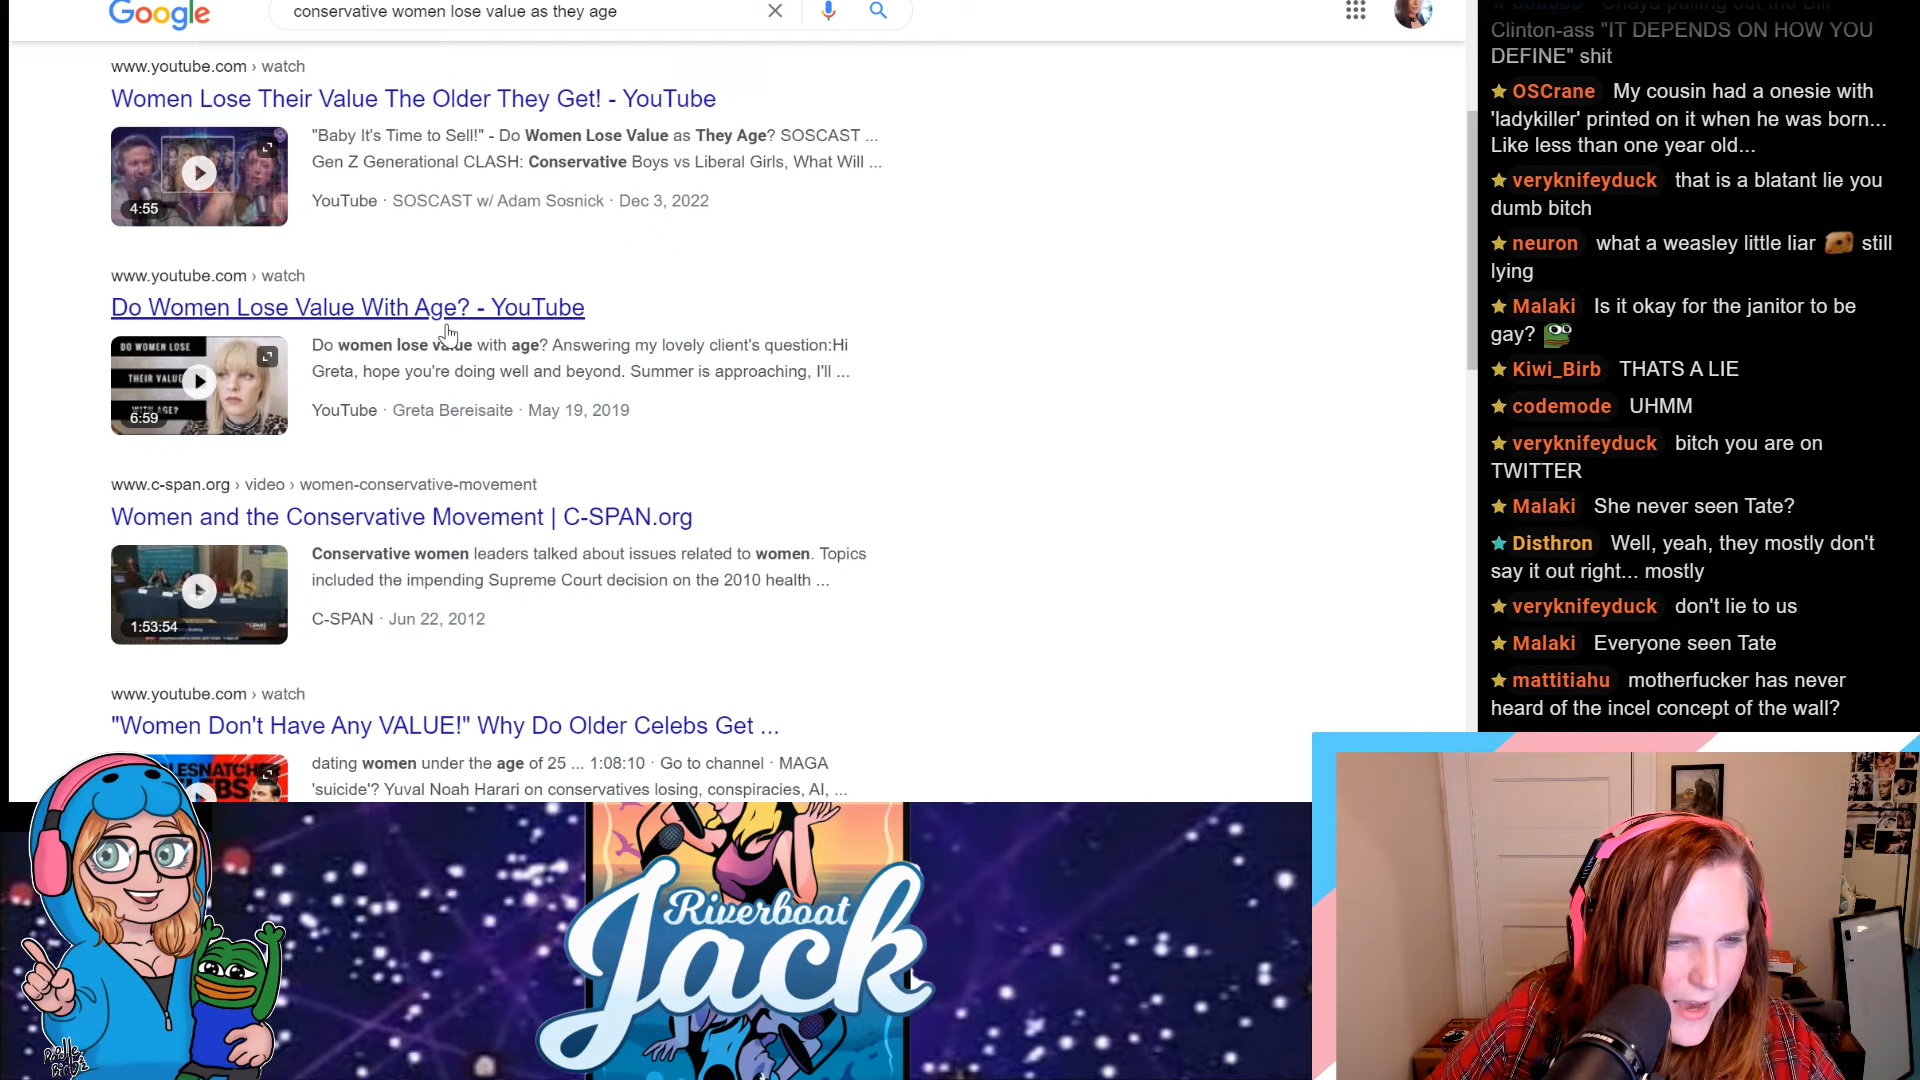 Google
conservative women lose value as they age
www.youtube.com › watch
Women Lose Their Value The Older They Get! - YouTube
4:55
"Baby It's Time to Sell!" - Do Women Lose Value as They Age? SOSCAST ...
Gen Z Generational CLASH: Conservative Boys vs Liberal Girls, What Will ...
YouTube · SOSCAST w/ Adam Sosnick · Dec 3, 2022
www.youtube.com › watch
Do Women Lose Value With Age? - YouTube
DO WOMEN LOSE
THEIR VALUE
WITH AGE?
6:59
Do women lose value with age? Answering my lovely client's question:Hi
Greta, hope you're doing well and beyond. Summer is approaching, I'll ...
YouTube · Greta Bereisaite · May 19, 2019
www.c-span.org › video › women-conservative-movement
Women and the Conservative Movement | C-SPAN.org
1:53:54
Conservative women leaders talked about issues related to women. Topics
included the impending Supreme Court decision on the 2010 health ...
C-SPAN · Jun 22, 2012
www.youtube.com › watch
"Women Don't Have Any VALUE!" Why Do Older Celebs Get ...
dating women under the age of 25 ... 1:08:10 · Go to channel · MAGA
'suicide'? Yuval Noah Harari on conservatives losing, conspiracies, AI, ...
Riverboat
Jack
Chaya pulling out the Bill
Clinton-ass "IT DEPENDS ON HOW YOU
DEFINE" shit
OSCrane My cousin had a onesie with
'ladykiller' printed on it when he was born...
Like less than one year old...
veryknifeyduck that is a blatant lie you
dumb bitch
neuron what a weasley little liar still
lying
Malaki Is it okay for the janitor to be
gay?
Kiwi_Birb THATS A LIE
codemode UHMM
veryknifeyduck bitch you are on
TWITTER
Malaki She never seen Tate?
Disthron Well, yeah, they mostly don't
say it out right... mostly
veryknifeyduck don't lie to us
Malaki Everyone seen Tate
mattitiahu motherfucker has never
heard of the incel concept of the wall?